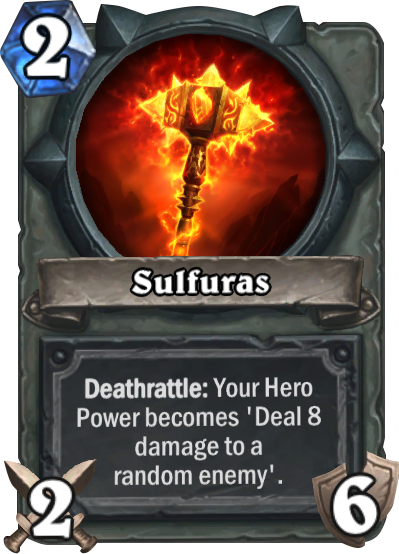 2
Sulfuras
Deathrattle: Your Hero
Power becomes 'Deal 8
damage to a
random enemy'.
2 6